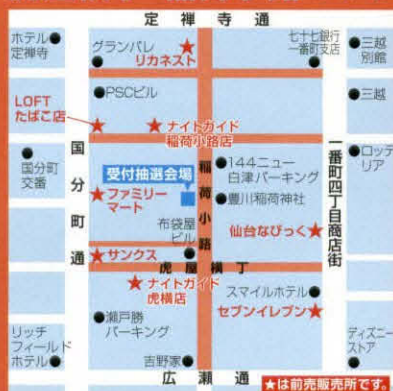 定禅寺通
ホテル
定禅寺
グランパレ
リカネスト
七十七銀行
一番町支店
三越
別館
PSCビル
三越
LOFT
たばこ店
ナイトガイド
稲荷小路店
国分町通
国分町
交番
受付抽選会場
稲荷小路
144ニュー
白津パーキング
一番町四丁目商店街
ロッテ
リア
ファミリー
マート
豊川稲荷神社
布袋屋
ビル
仙台なびっく
サンクス
虎屋横丁
ナイトガイド
虎横店
スマイルホテル
セブンイレブン
瀬戸勝
パーキング
リッチ
フィールド
ホテル
吉野家
ディズニー
ストア
広瀬通
★は前売販売所です。